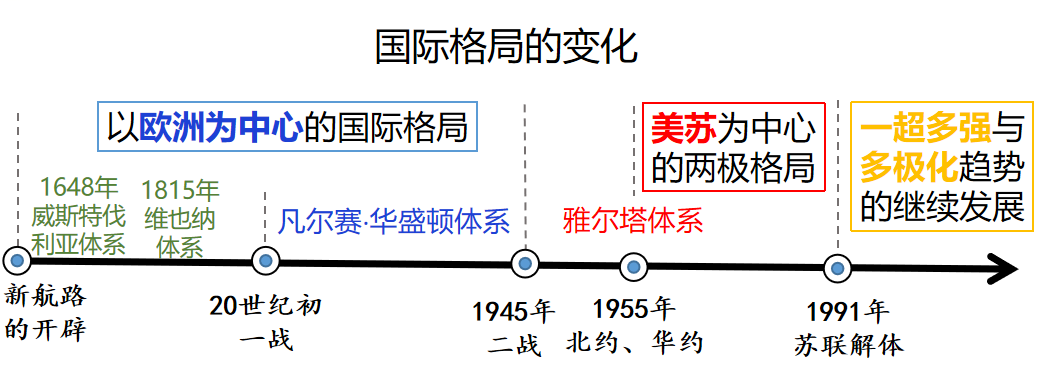 国际格局的变化
以欧洲为中心的国际格局
美苏为中心
的两极格局
一超多强与
多极化趋势
的继续发展
1648年
威斯特代
利亚体系
1815年
维也纳
体系
凡尔赛·华盛顿体系
雅尔塔体系
新航路
的开辟
20世纪初
一战
1945年
二战
1955年
北约、华约
1991年
苏联解体